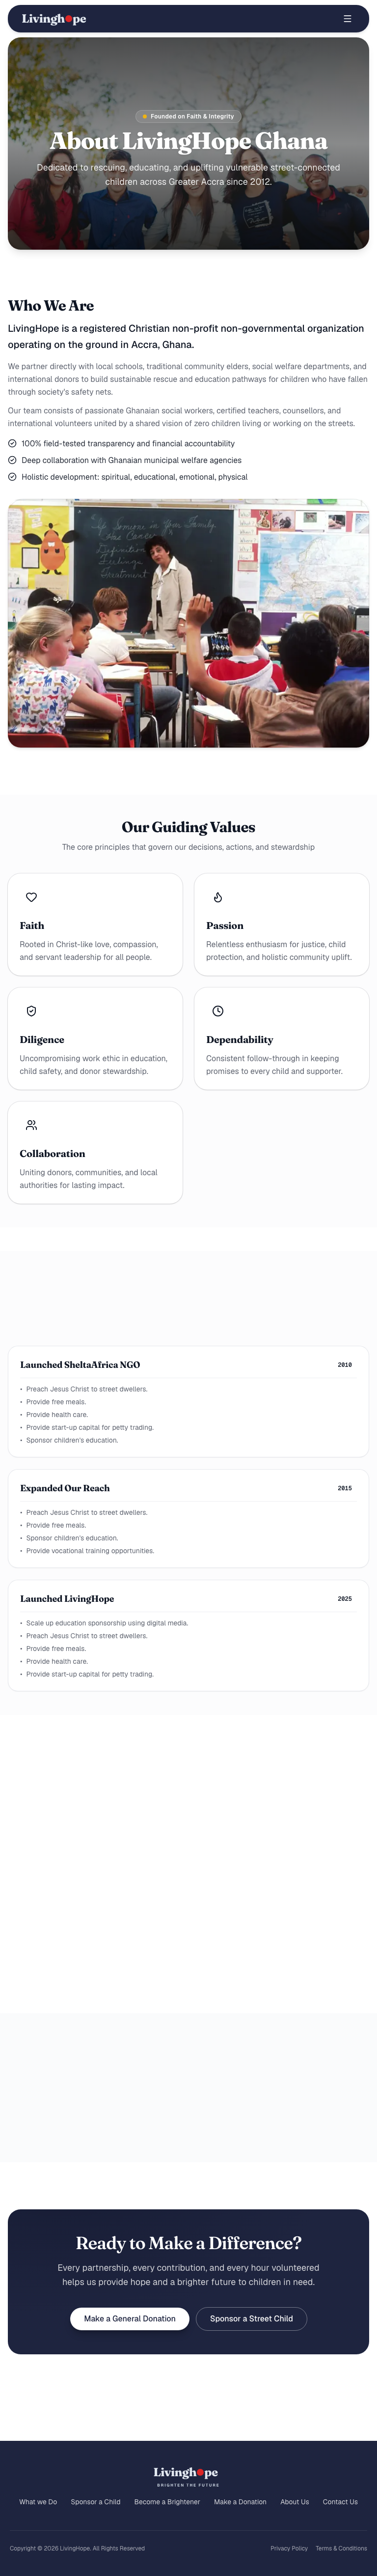 Livinghope
Founded on Faith & Integrity
About LivingHope Ghana
Dedicated to rescuing, educating, and uplifting vulnerable street-connected
children across Greater Accra since 2012.
Who We Are
LivingHope is a registered Christian non-profit non-governmental organization
operating on the ground in Accra, Ghana.
We partner directly with local schools, traditional community elders, social welfare departments, and
international donors to build sustainable rescue and education pathways for children who have fallen
through society's safety nets.
Our team consists of passionate Ghanaian social workers, certified teachers, counsellors, and
international volunteers united by a shared vision of zero children living or working on the streets.
100% field-tested transparency and financial accountability
Deep collaboration with Ghanaian municipal welfare agencies
Holistic development: spiritual, educational, emotional, physical
Our Guiding Values
The core principles that govern our decisions, actions, and stewardship
Faith
Rooted in Christ-like love, compassion,
and servant leadership for all people.
Passion
Relentless enthusiasm for justice, child
protection, and holistic community uplift.
Diligence
Uncompromising work ethic in education,
child safety, and donor stewardship.
Dependability
Consistent follow-through in keeping
promises to every child and supporter.
Collaboration
Uniting donors, communities, and local
authorities for lasting impact.
Launched SheltaAfrica NGO 2010
• Preach Jesus Christ to street dwellers.
• Provide free meals.
• Provide health care.
• Provide start-up capital for petty trading.
• Sponsor children's education.
Expanded Our Reach 2015
• Preach Jesus Christ to street dwellers.
• Provide free meals.
• Sponsor children's education.
• Provide vocational training opportunities.
Launched LivingHope 2025
• Scale up education sponsorship using digital media.
• Preach Jesus Christ to street dwellers.
• Provide free meals.
• Provide health care.
• Provide start-up capital for petty trading.
Ready to Make a Difference?
Every partnership, every contribution, and every hour volunteered
helps us provide hope and a brighter future to children in need.
Make a General Donation
Sponsor a Street Child
Livinghope
BRIGHTEN THE FUTURE
What we Do Sponsor a Child Become a Brightener Make a Donation About Us Contact Us
Copyright © 2026 LivingHope. All Rights Reserved Privacy Policy Terms & Conditions